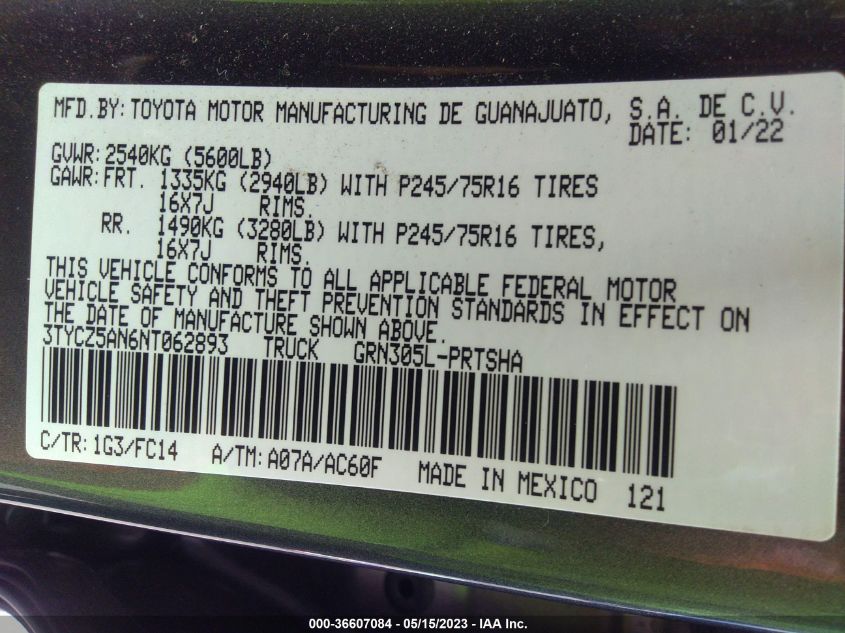 MFD.BY: TOYOTA MOTOR MANUFACTURING DE GUANAJUATO, S.A. DE C.V.
DATE: 01/22
GVWR: 2540KG (5600LB)
GAWR: FRT. 1335KG (2940LB) WITH P245/75R16 TIRES
16X7J RIMS.
RR. 1490KG (3280LB) WITH P245/75R16 TIRES,
16X7J RIMS.
THIS VEHICLE CONFORMS TO ALL APPLICABLE FEDERAL MOTOR
VEHICLE SAFETY AND THEFT PREVENTION STANDARDS IN EFFECT ON
THE DATE OF MANUFACTURE SHOWN ABOVE.
3TYCZ5AN6NT062893 TRUCK GRN305L-PRTSHA
C/TR: 1G3/FC14 A/TM: A07A/AC60F MADE IN MEXICO 121
000-36607084 - 05/15/2023 - IAA Inc.